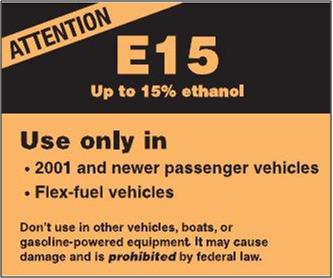 ATTENTION
E15
Up to 15% ethanol
Use only in
• 2001 and newer passenger vehicles
• Flex-fuel vehicles
Don't use in other vehicles, boats, or
gasoline-powered equipment. It may cause
damage and is prohibited by federal law.